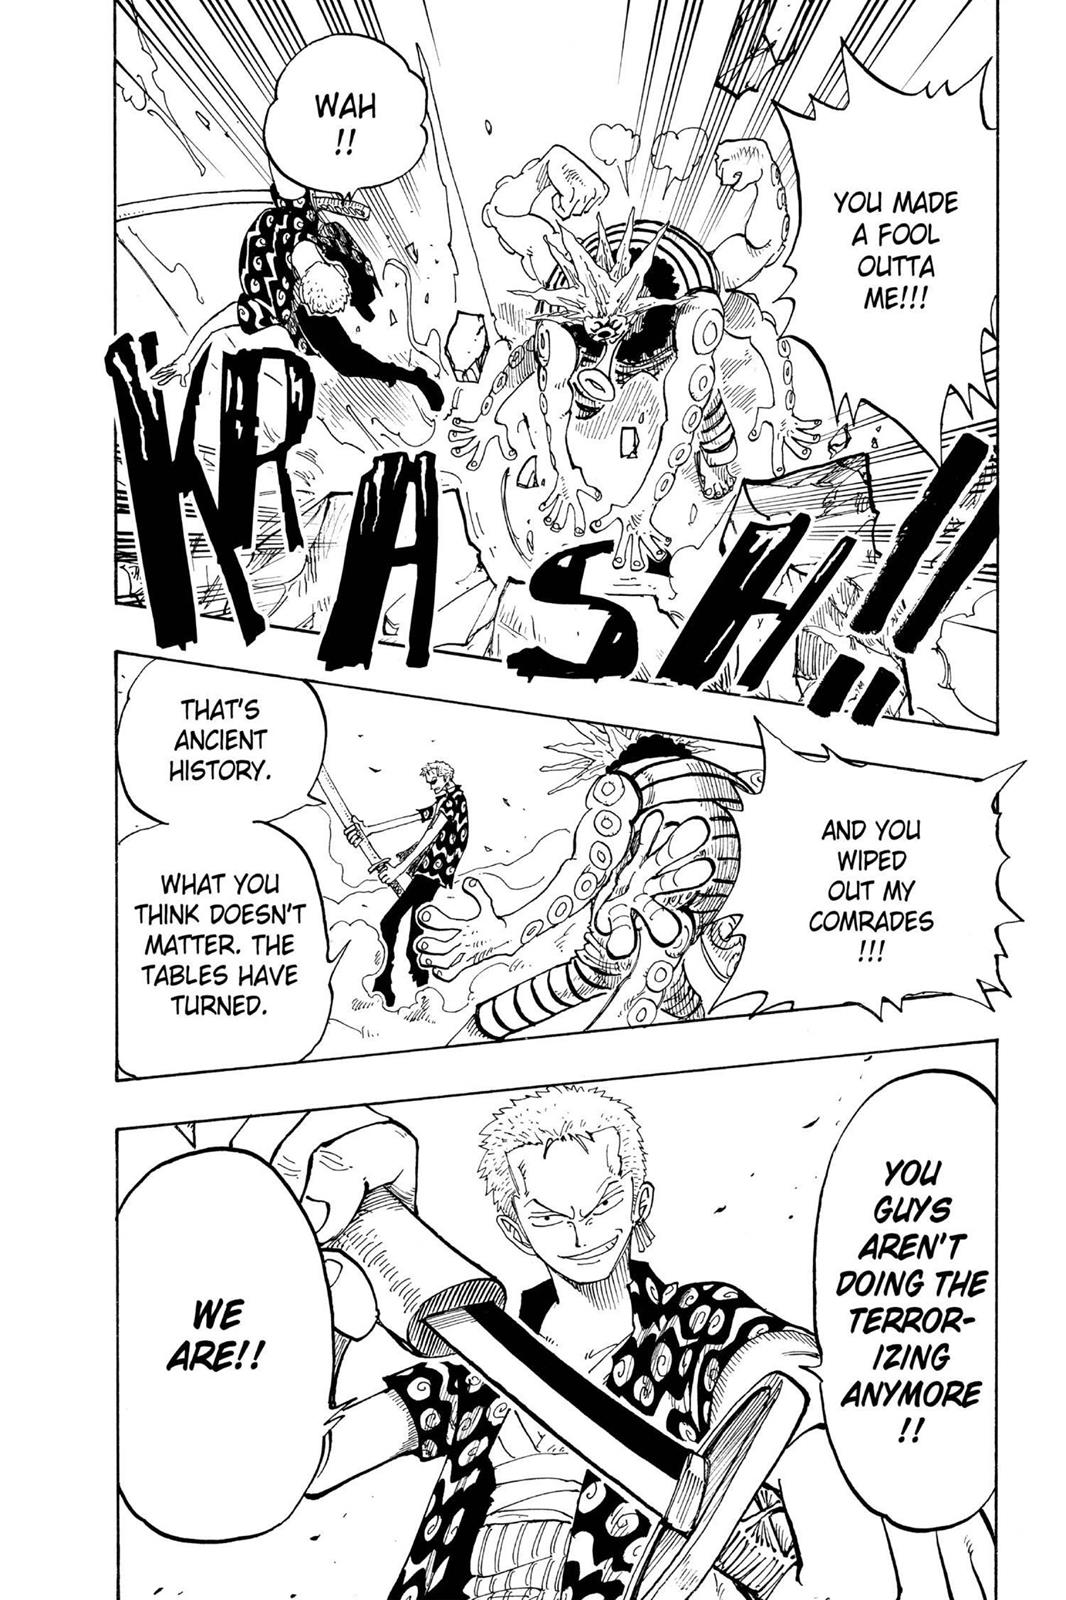 YOU MADE
A FOOL
OUTTA
ME!!!
WAH
!!
KRASH!!
AND YOU
WIPED
OUT MY
COMRADES
!!!
THAT'S
ANCIENT
HISTORY.
WHAT YOU
THINK DOESN'T
MATTER. THE
TABLES HAVE
TURNED.
YOU
GUYS
AREN'T
DOING THE
TERROR-
IZING
ANYMORE
!!
WE
ARE!!